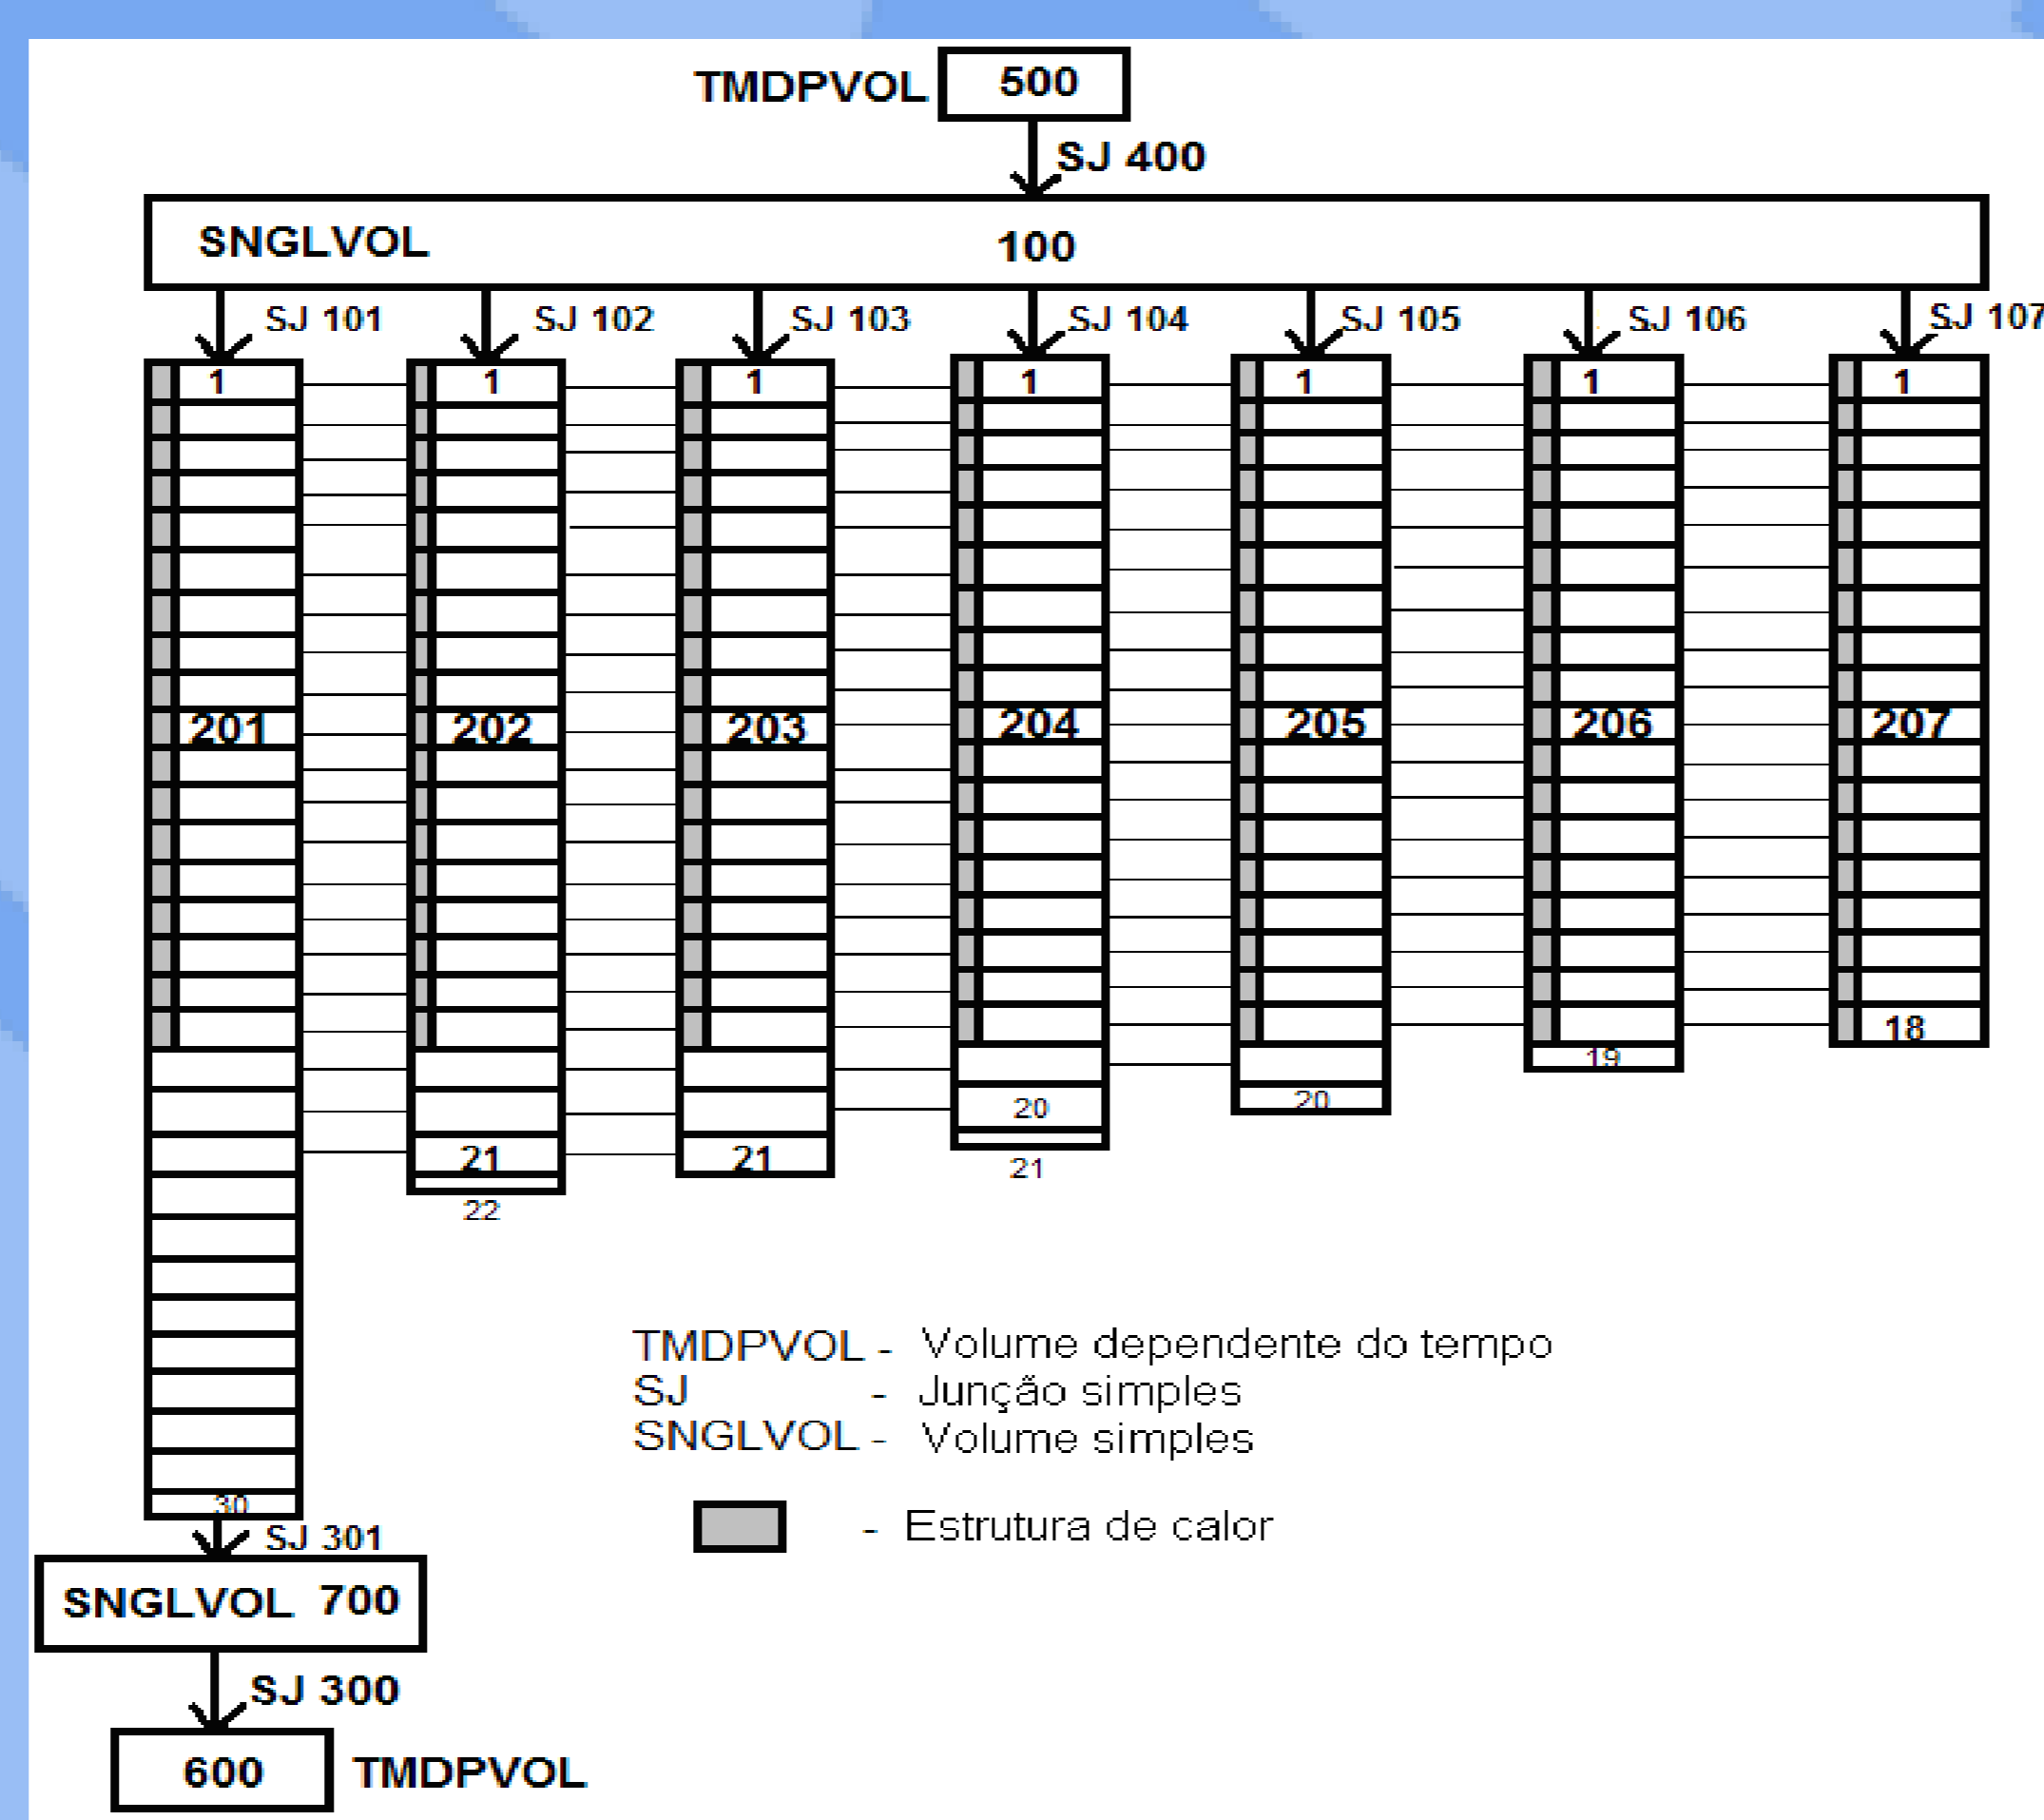 TMDPVOL 500
SJ 400
SNGLVOL 100
SJ 101 SJ 102 SJ 103 SJ 104 SJ 105 SJ 106 SJ 107
1 1 1 1 1 1 1
201 202 203 204 205 206 207
18
19
20 20
21 21 21
22
TMDPVOL - Volume dependente do tempo
SJ - Junção simples
SNGLVOL - Volume simples
30
- Estrutura de calor
SJ 301
SNGLVOL 700
SJ 300
600 TMDPVOL